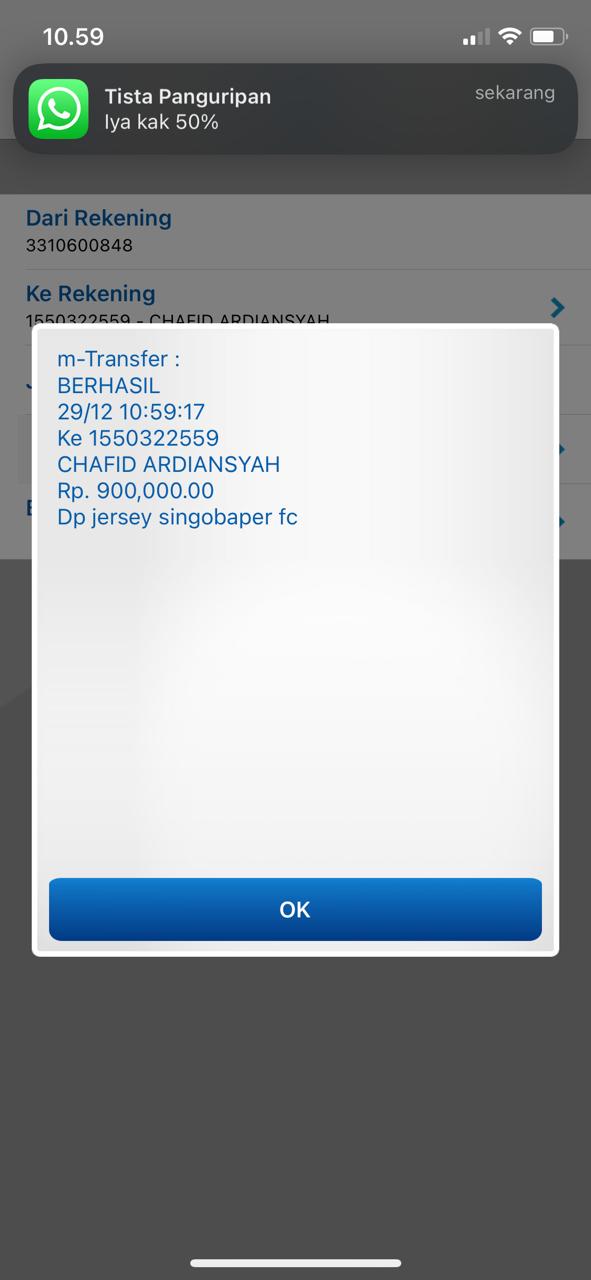 10.59
Tista Panguripan
sekarang
Iya kak 50%
Dari Rekening
3310600848
Ke Rekening
1550322559 - CHAFID ARDIANSYAH
m-Transfer :
BERHASIL
29/12 10:59:17
Ke 1550322559
CHAFID ARDIANSYAH
Rp. 900,000.00
Dp jersey singobaper fc
OK